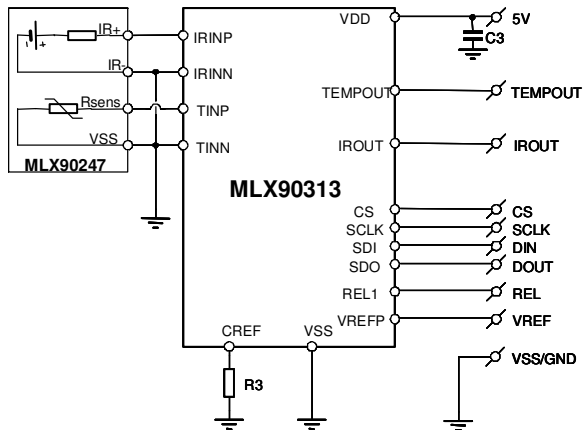 IR+
IR-
Rsens
VSS
MLX90247
IRINP
IRINN
TINP
TINN
MLX90313
VDD
TEMPOUT
IROUT
CS
SCLK
SDI
SDO
REL1
VREFP
CREF
VSS
R3
5V
C3
TEMPOUT
IROUT
CS
SCLK
DIN
DOUT
REL
VREF
VSS/GND